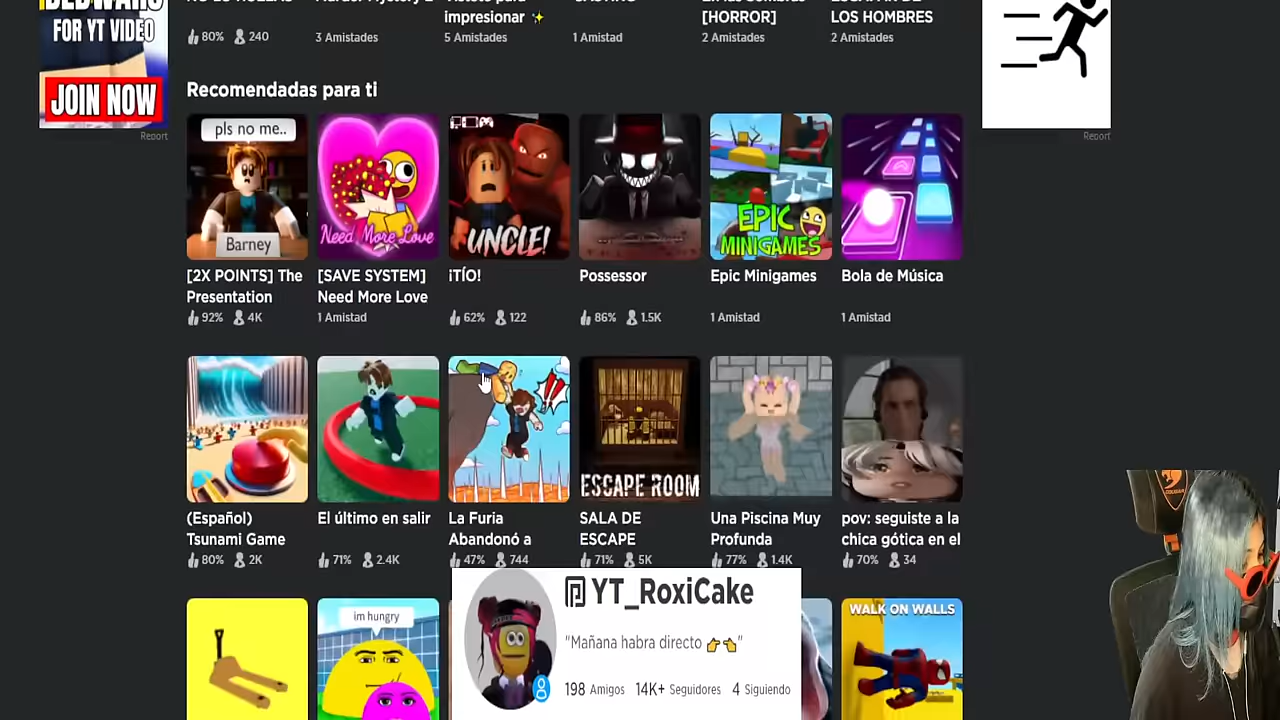 FOR YT VIDEO
JOIN NOW
Report
80% 240
3 Amistades
impresionar ✨
5 Amistades
1 Amistad
[HORROR]
2 Amistades
LOS HOMBRES
2 Amistades
Report
Recomendadas para ti
pls no me..
Barney
[2X POINTS] The
Presentation
92% 4K
Need More Love
[SAVE SYSTEM]
Need More Love
1 Amistad
UNCLE!
¡TÍO!
62% 122
Possessor
86% 1.5K
EPIC
MINIGAMES
Epic Minigames
1 Amistad
Bola de Música
1 Amistad
(Español)
Tsunami Game
80% 2K
El último en salir
71% 2.4K
La Furia
Abandonó a
47% 744
ESCAPE ROOM
SALA DE
ESCAPE
71% 5K
Una Piscina Muy
Profunda
77% 1.4K
pov: seguiste a la
chica gótica en el
70% 34
im hungry
WALK ON WALLS
YT_RoxiCake
"Mañana habra directo 👉👈"
198 Amigos 14K+ Seguidores 4 Siguiendo
COUGAR